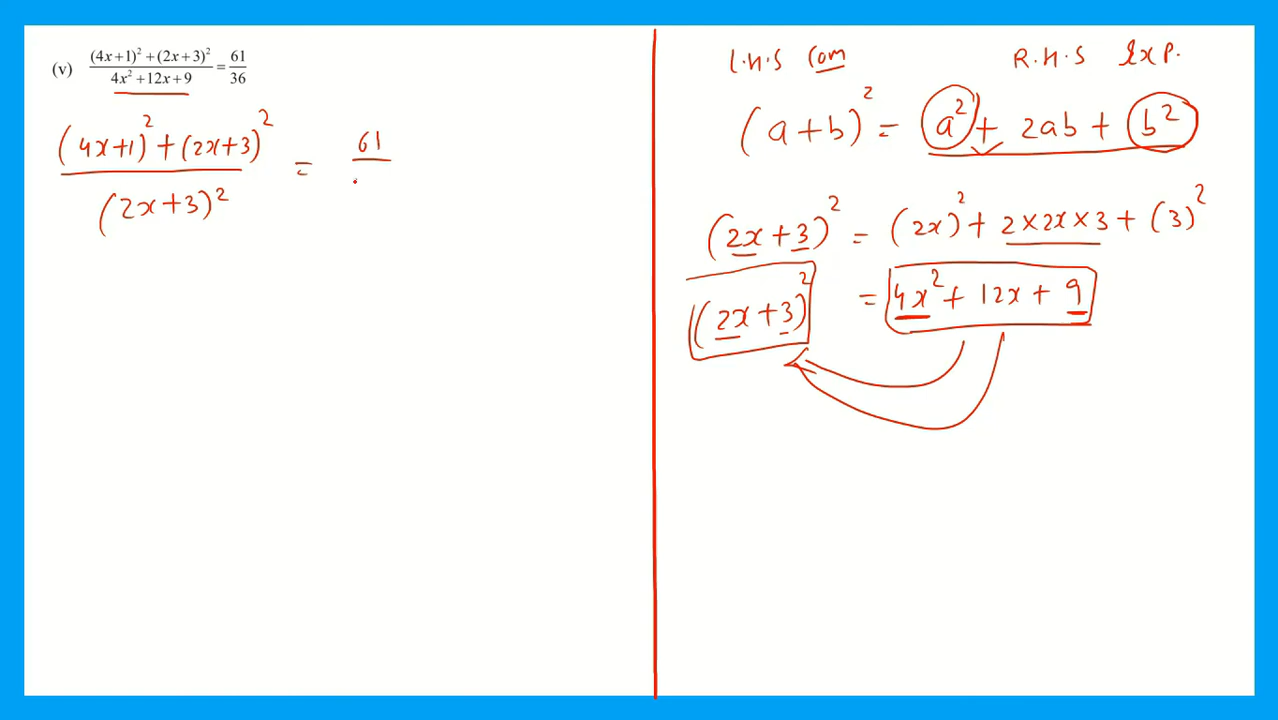 (v) ((4x+1)² + (2x+3)²)/(4x² + 12x + 9) = 61/36
((4x+1)² + (2x+3)²)/(2x+3)² = 61
L.H.S Com R.H.S Exp.
(a+b)² = a² + 2ab + b²
(2x+3)² = (2x)² + 2×2x×3 + (3)²
(2x+3)² = 4x² + 12x + 9